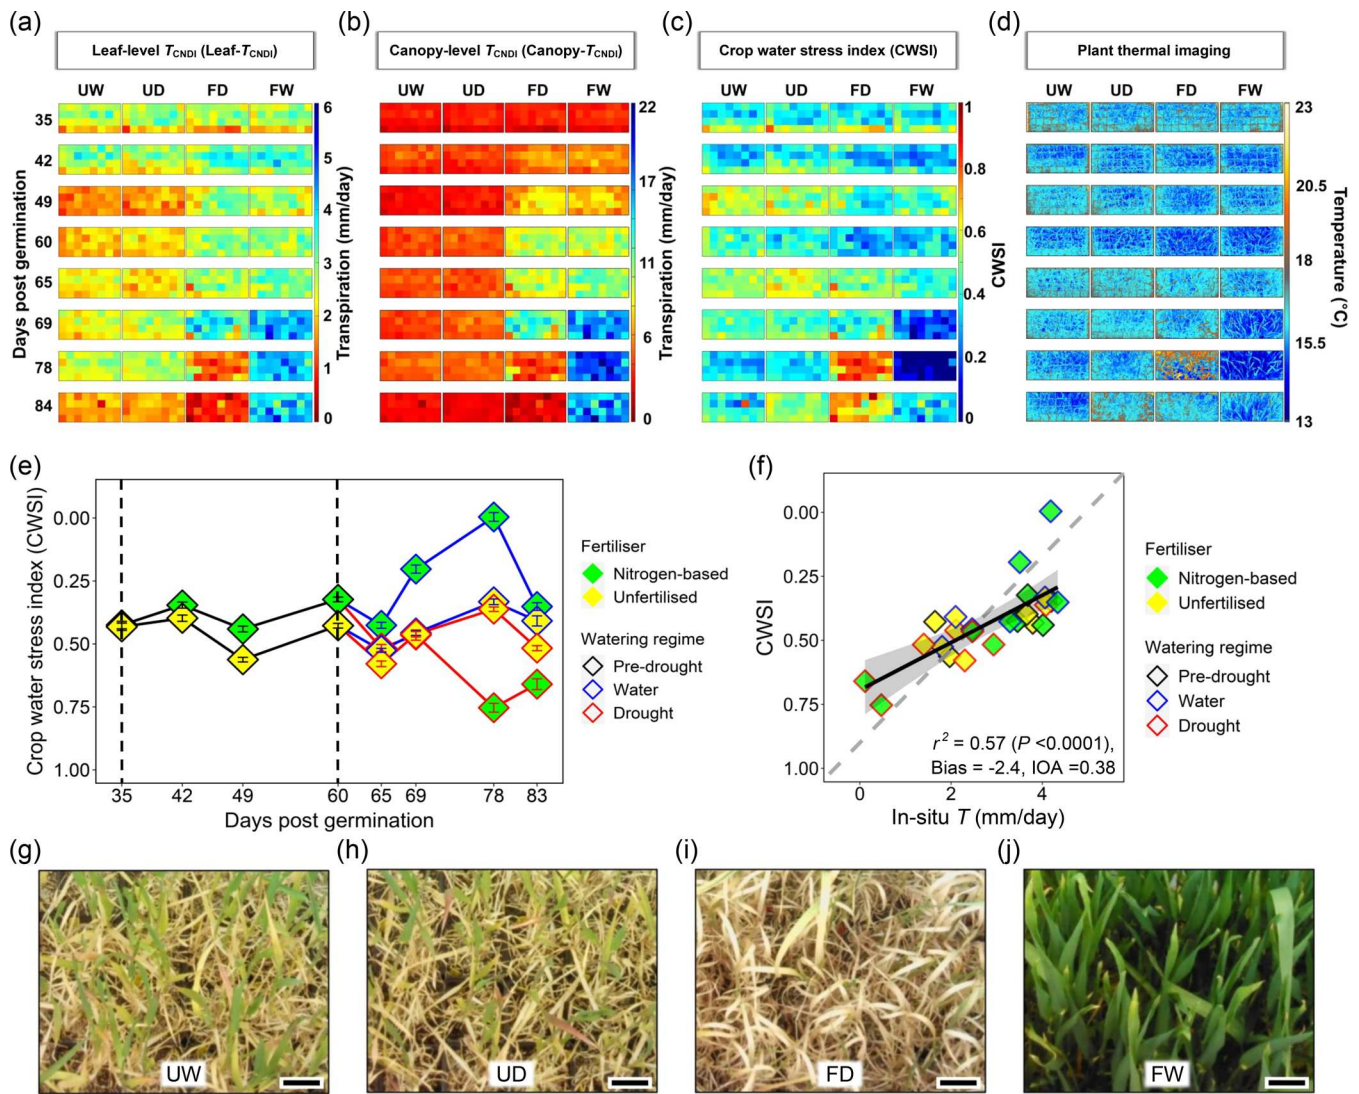 (a) (b) (c) (d)
Leaf-level TCNDI (Leaf-TCNDI)
Canopy-level TCNDI (Canopy-TCNDI)
Crop water stress index (CWSI)
Plant thermal imaging
UW UD FD FW
UW UD FD FW
UW UD FD FW
UW UD FD FW
Days post germination
35
42
49
60
65
69
78
84
6
5
4
3
2
1
0
Transpiration (mm/day)
22
17
11
6
0
Transpiration (mm/day)
1
0.8
0.6
0.4
0.2
0
CWSI
23
20.5
18
15.5
13
Temperature (°C)
(e)
Crop water stress index (CWSI)
0.00
0.25
0.50
0.75
1.00
35 42 49 60 65 69 78 83
Days post germination
Fertiliser
Nitrogen-based
Unfertilised
Watering regime
Pre-drought
Water
Drought
(f)
CWSI
0.00
0.25
0.50
0.75
1.00
r² = 0.57 (P <0.0001),
Bias = -2.4, IOA =0.38
0 2 4
In-situ T (mm/day)
Fertiliser
Nitrogen-based
Unfertilised
Watering regime
Pre-drought
Water
Drought
(g) (h) (i) (j)
UW UD FD FW